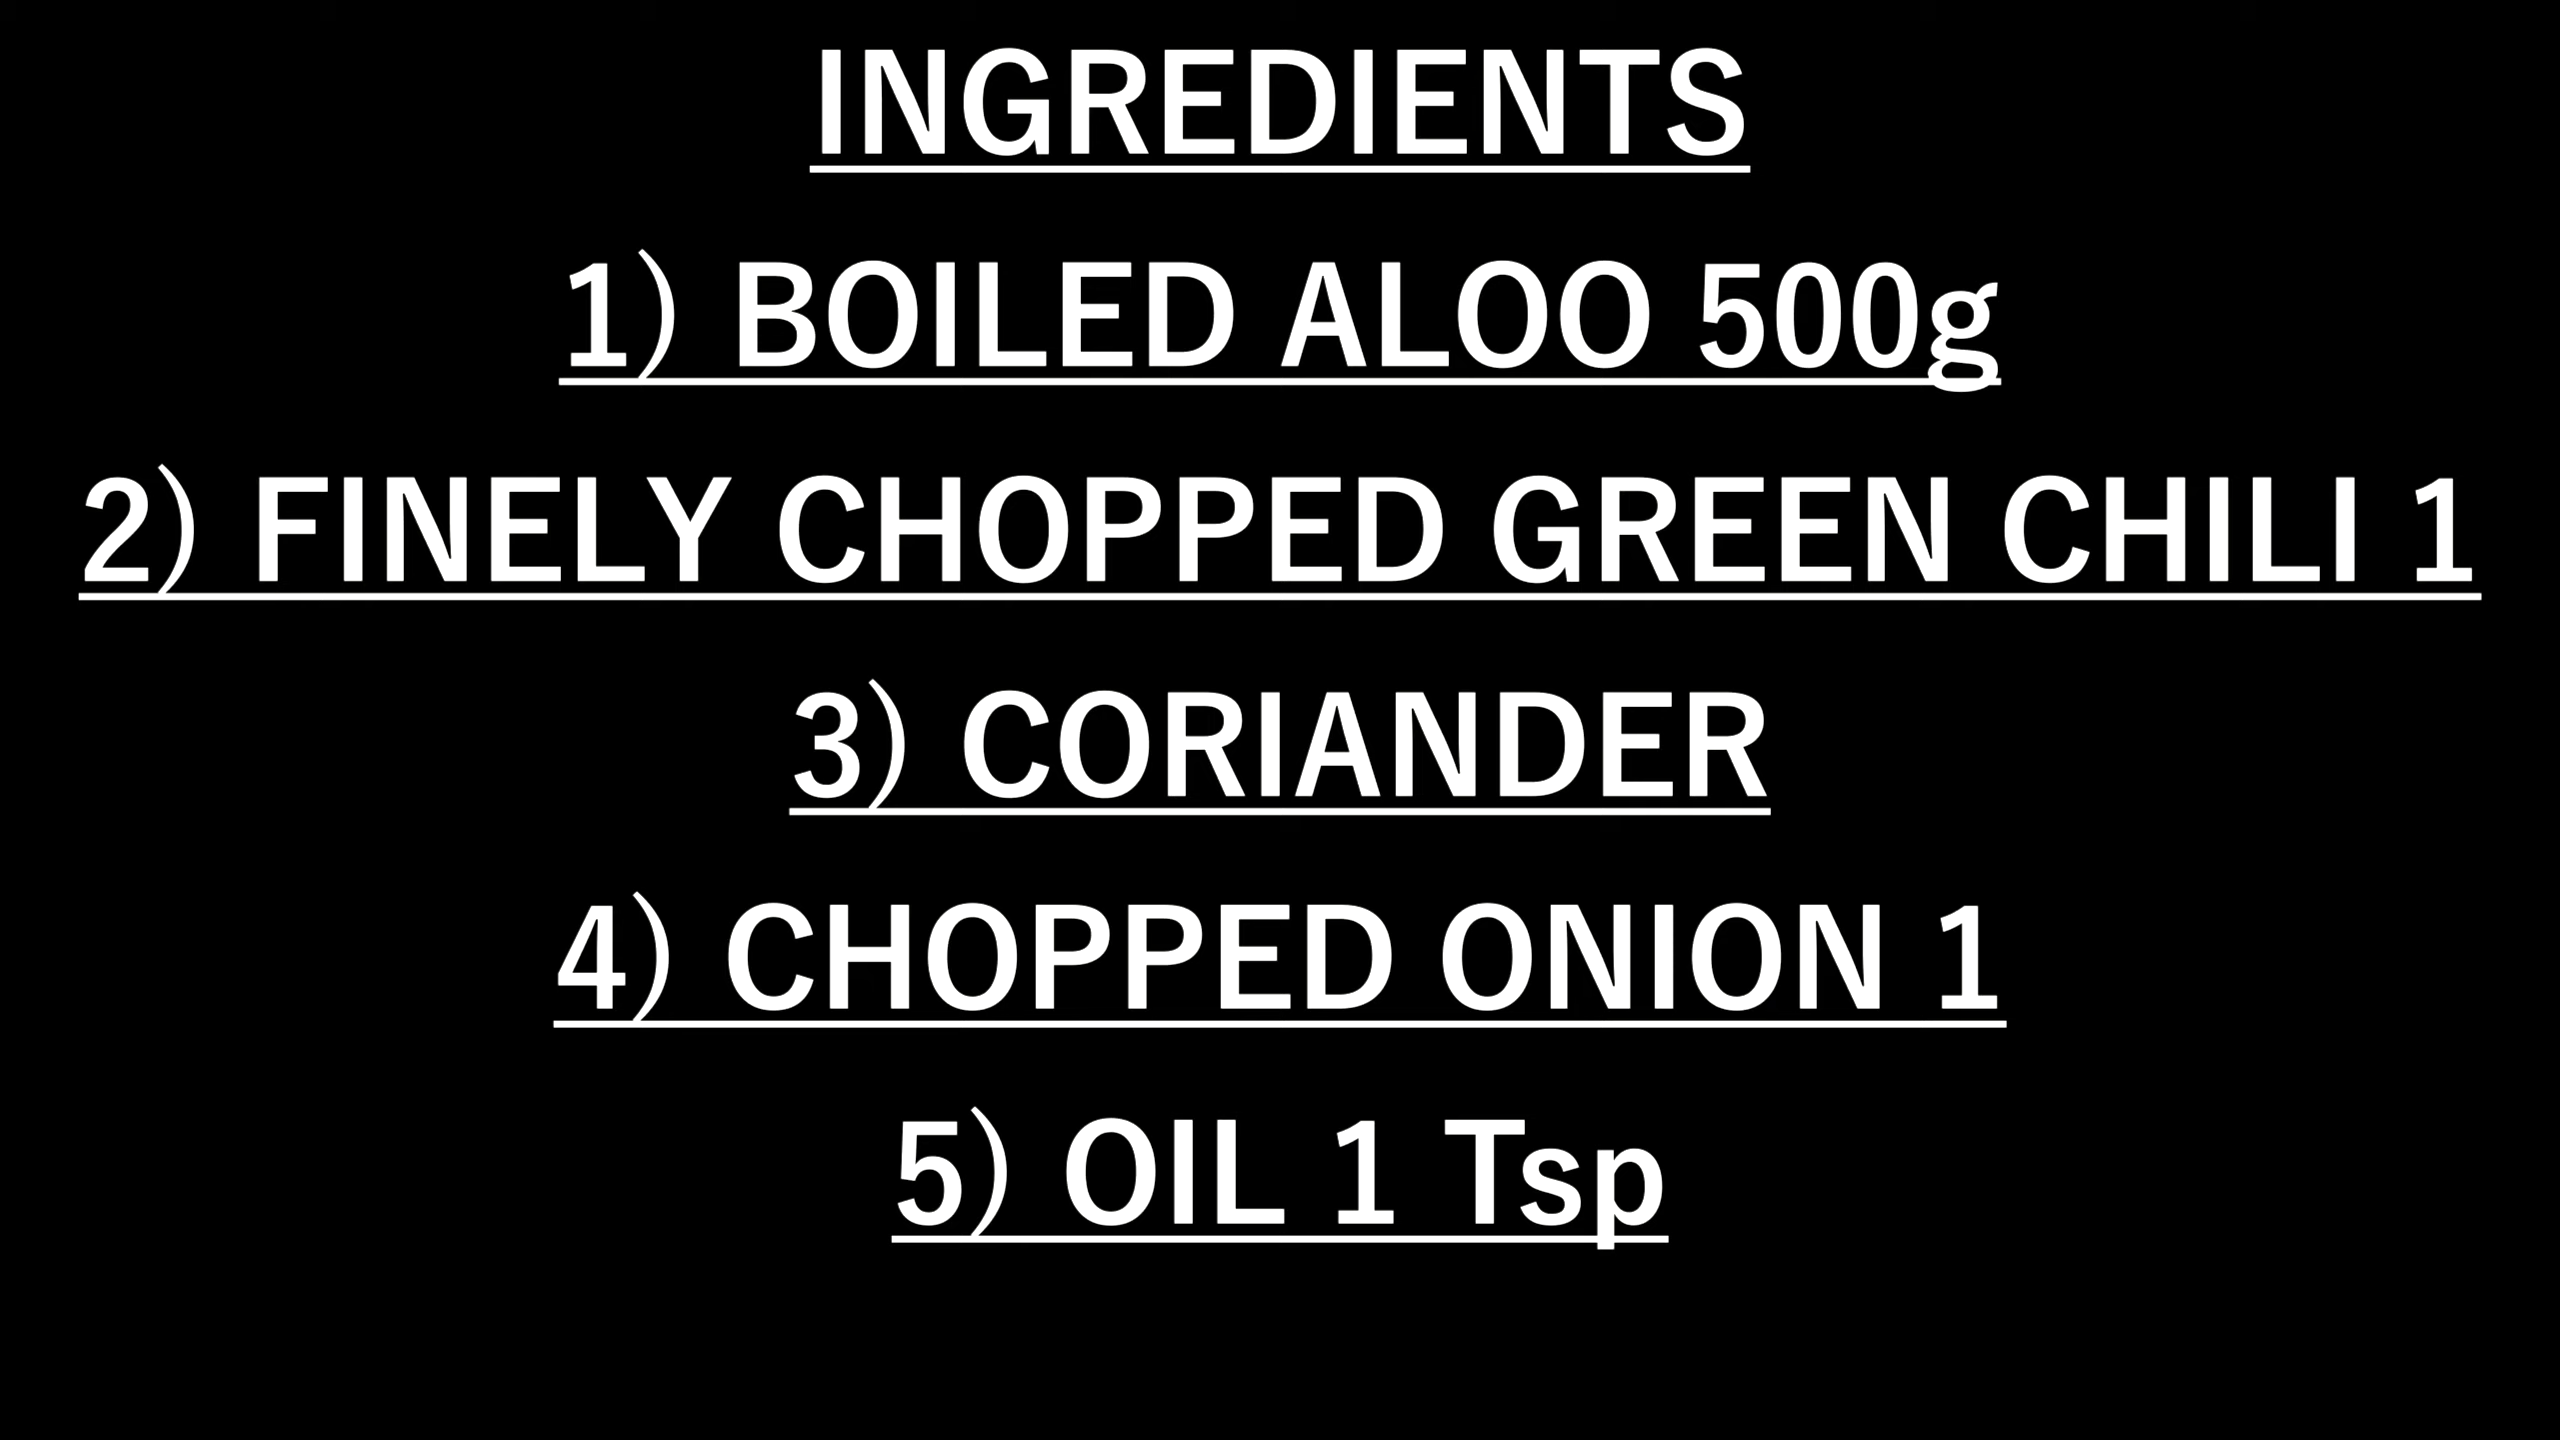 INGREDIENTS
1) BOILED ALOO 500g
2) FINELY CHOPPED GREEN CHILI 1
3) CORIANDER
4) CHOPPED ONION 1
5) OIL 1 Tsp